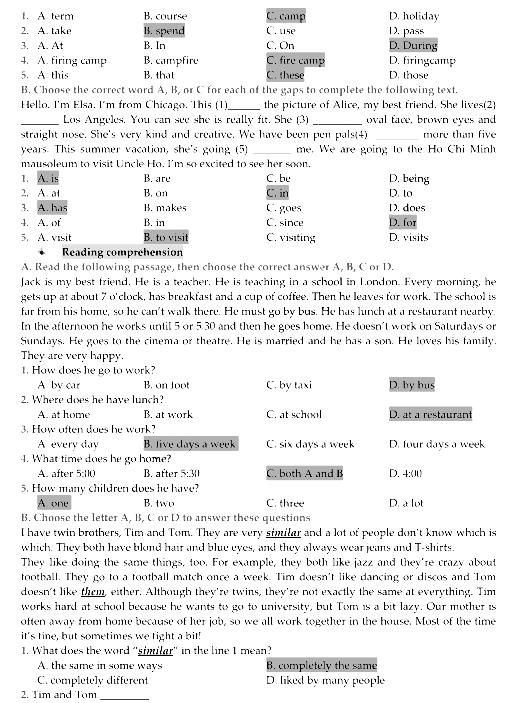 1. A. term B. course C. camp D. holiday
2. A. take B. spend C. use D. pass
3. A. At B. In C. On D. During
4. A. firing camp B. campfire C. fire camp D. firingcamp
5. A. this B. that C. these D. those
B. Choose the correct word A, B, or C for each of the gaps to complete the following text.
Hello. I'm Elsa. I'm from Chicago. This (1)______ the picture of Alice, my best friend. She lives(2)
_______ Los Angeles. You can see she is really fit. She (3) ________ oval face, brown eyes and
straight nose. She's very kind and creative. We have been pen pals(4) ________ more than five
years. This summer vacation, she's going (5) _______ me. We are going to the Ho Chi Minh
mausoleum to visit Uncle Ho. I'm so excited to see her soon.
1. A. is B. are C. be D. being
2. A. at B. on C. in D. to
3. A. has B. makes C. goes D. does
4. A. of B. in C. since D. for
5. A. visit B. to visit C. visiting D. visits
Reading comprehension
A. Read the following passage, then choose the correct answer A, B, C or D.
Jack is my best friend. He is a teacher. He is teaching in a school in London. Every morning, he
gets up at about 7 o'clock, has breakfast and a cup of coffee. Then he leaves for work. The school is
far from his home, so he can't walk there. He must go by bus. He has lunch at a restaurant nearby.
In the afternoon he works until 5 or 5.30 and then he goes home. He doesn't work on Saturdays or
Sundays. He goes to the cinema or theatre. He is married and he has a son. He loves his family.
They are very happy.
1. How does he go to work?
A by car B. on foot C. by taxi D. by bus
2. Where does he have lunch?
A. at home B. at work C. at school D. at a restaurant
3. How often does he work?
A every day B. five days a week C. six days a week D. four days a week
4. What time does he go home?
A. after 5:00 B. after 5:30 C. both A and B D. 4:00
5. How many children does he have?
A one B. two C. three D. a lot
B. Choose the letter A, B, C or D to answer these questions
I have twin brothers, Tim and Tom. They are very similar and a lot of people don't know which is
which. They both have blond hair and blue eyes, and they always wear jeans and T-shirts.
They like doing the same things, too. For example, they both like jazz and they're crazy about
football. They go to a football match once a week. Tim doesn't like dancing or discos and Tom
doesn't like them, either. Although they're twins, they're not exactly the same at everything. Tim
works hard at school because he wants to go to university, but Tom is a bit lazy. Our mother is
often away from home because of her job, so we all work together in the house. Most of the time
it's fine, but sometimes we fight a bit!
1. What does the word "similar" in the line 1 mean?
A. the same in some ways B. completely the same
C. completely different D liked by many people
2. Tim and Tom _________